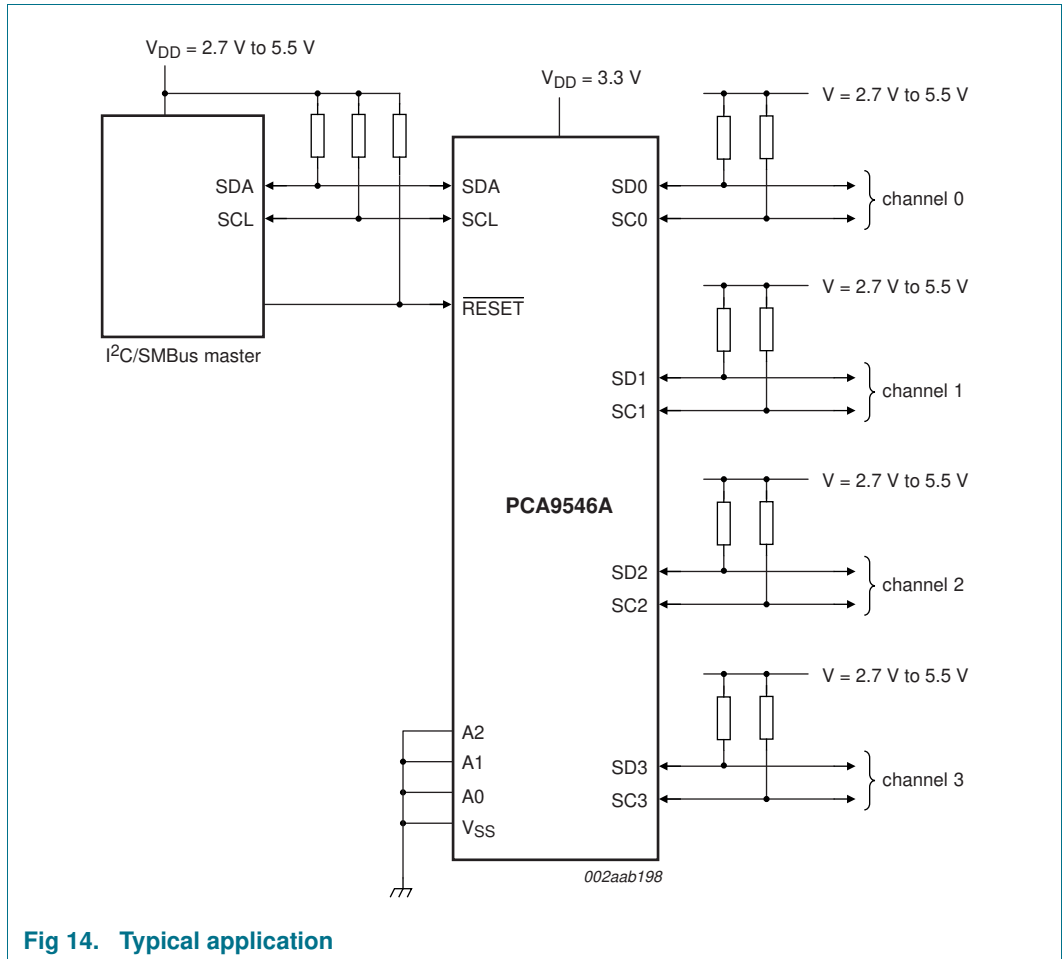 V_DD = 2.7 V to 5.5 V
V_DD = 3.3 V
V = 2.7 V to 5.5 V
SDA
SCL
SDA
SCL
RESET
I²C/SMBus master
SD0
SC0
channel 0
V = 2.7 V to 5.5 V
SD1
SC1
channel 1
V = 2.7 V to 5.5 V
PCA9546A
SD2
SC2
channel 2
V = 2.7 V to 5.5 V
A2
A1
A0
V_SS
SD3
SC3
channel 3
002aab198
Fig 14. Typical application